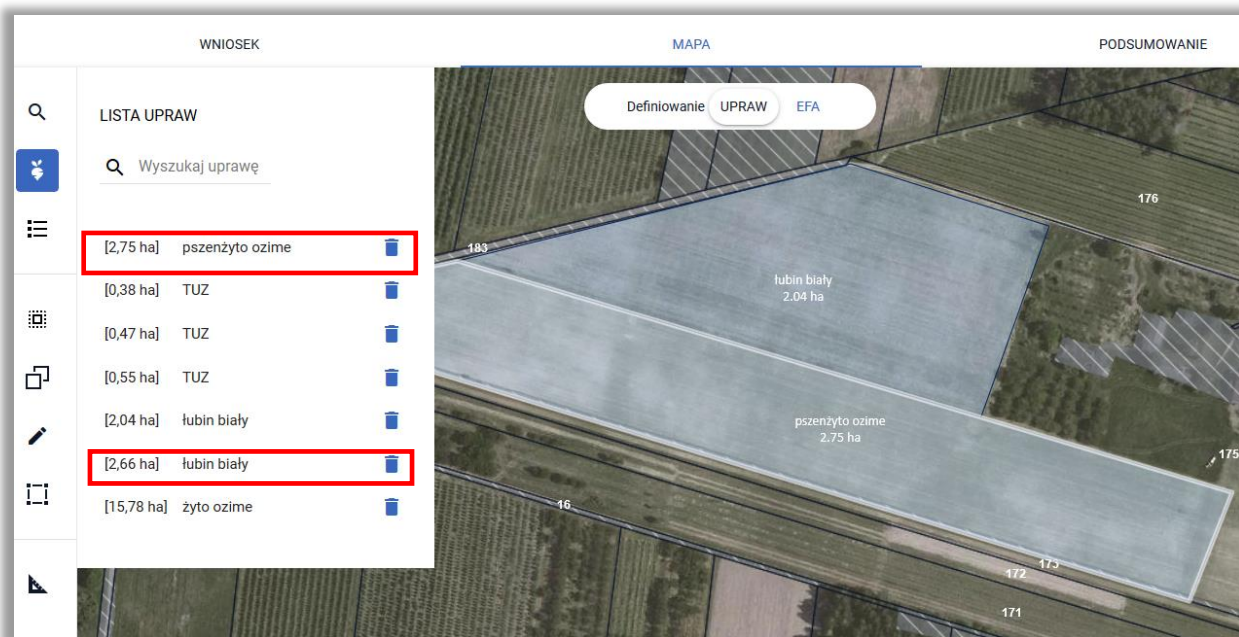 WNIOSEK
MAPA
PODSUMOWANIE
LISTA UPRAW
Wyszukaj uprawę
[2,75 ha] pszenżyto ozime
[0,38 ha] TUZ
[0,47 ha] TUZ
[0,55 ha] TUZ
[2,04 ha] łubin biały
[2,66 ha] łubin biały
[15,78 ha] żyto ozime
Definiowanie UPRAW EFA
176
183
łubin biały
2.04 ha
pszenżyto ozime
2.75 ha
175
16
173
172
171